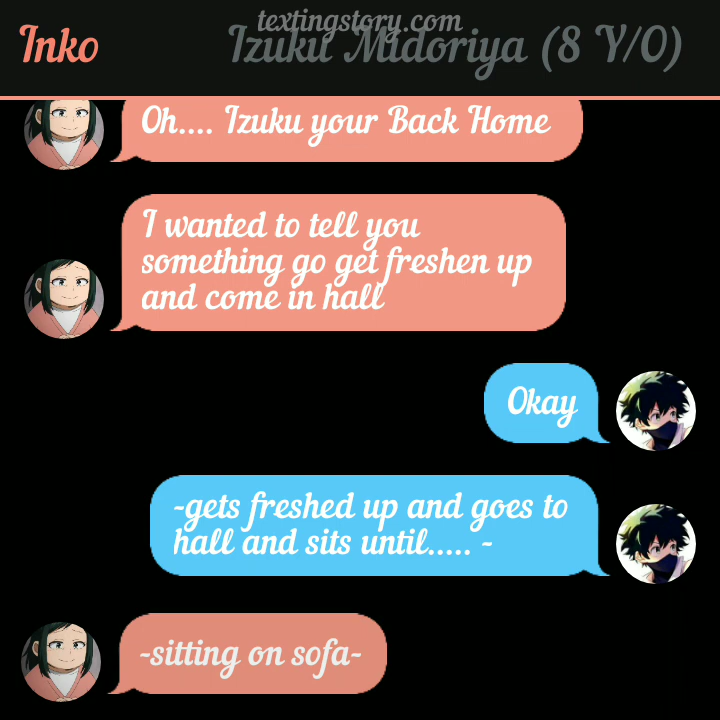 textingstory.com
Inko
Izuku Midoriya (8 Y/O)
Oh.... Izuku your Back Home
I wanted to tell you
something go get freshen up
and come in hall
Okay
-gets freshed up and goes to
hall and sits until..... -
-sitting on sofa-